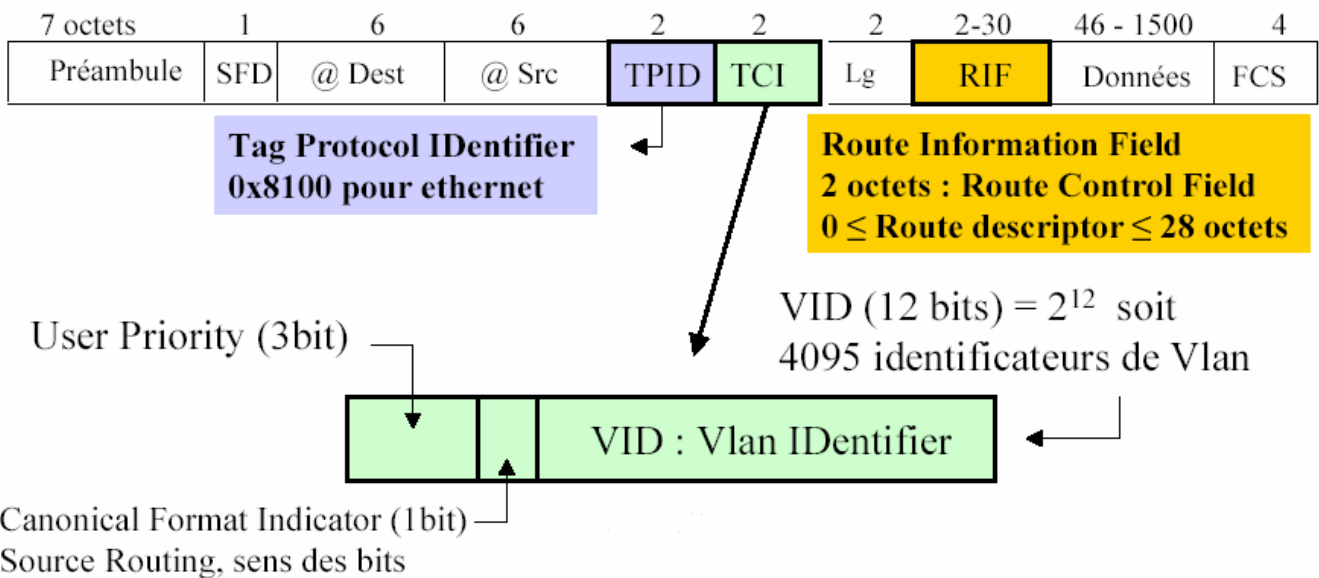 7 octets 1 6 6 2 2 2 2-30 46 - 1500 4
Préambule SFD @ Dest @ Src TPID TCI Lg RIF Données FCS
Tag Protocol IDentifier
0x8100 pour ethernet
Route Information Field
2 octets : Route Control Field
0 ≤ Route descriptor ≤ 28 octets
User Priority (3bit)
VID (12 bits) = 2¹² soit
4095 identificateurs de Vlan
VID : Vlan IDentifier
Canonical Format Indicator (1bit)
Source Routing, sens des bits